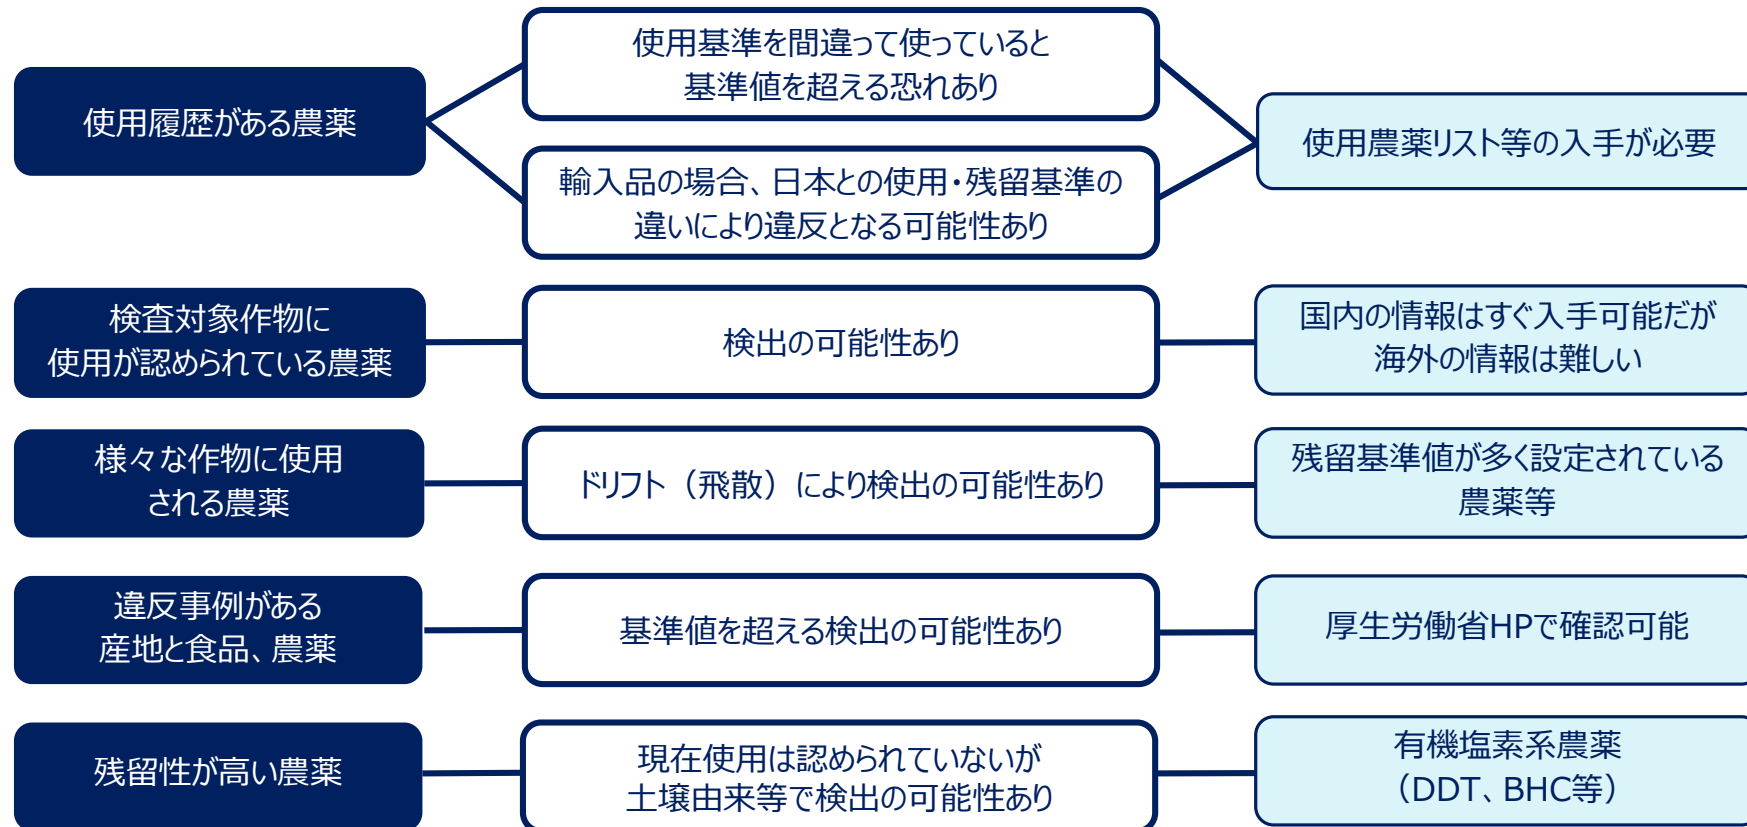 使用履歴がある農薬
使用基準を間違って使っていると
基準値を超える恐れあり
輸入品の場合、日本との使用・残留基準の
違いにより違反となる可能性あり
使用農薬リスト等の入手が必要
検査対象作物に
使用が認められている農薬
検出の可能性あり
国内の情報はすぐ入手可能だが
海外の情報は難しい
様々な作物に使用
される農薬
ドリフト（飛散）により検出の可能性あり
残留基準値が多く設定されている
農薬等
違反事例がある
産地と食品、農薬
基準値を超える検出の可能性あり
厚生労働省HPで確認可能
残留性が高い農薬
現在使用は認められていないが
土壌由来等で検出の可能性あり
有機塩素系農薬
（DDT、BHC等）